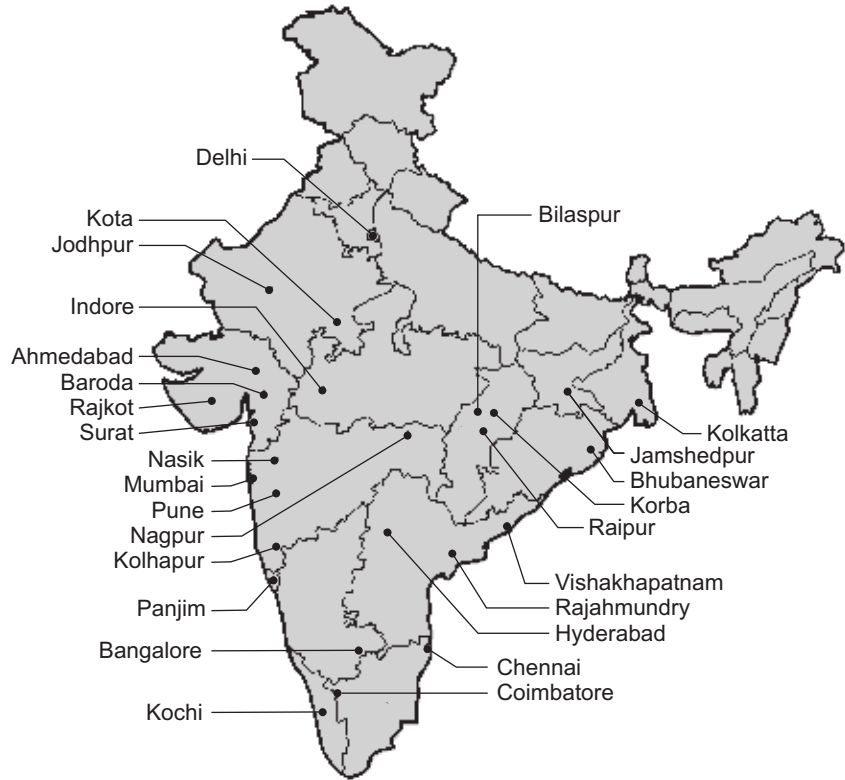 Delhi
Kota
Jodhpur
Indore
Ahmedabad
Baroda
Rajkot
Surat
Nasik
Mumbai
Pune
Nagpur
Kolhapur
Panjim
Bangalore
Kochi
Bilaspur
Kolkatta
Jamshedpur
Bhubaneswar
Korba
Raipur
Vishakhapatnam
Rajahmundry
Hyderabad
Chennai
Coimbatore